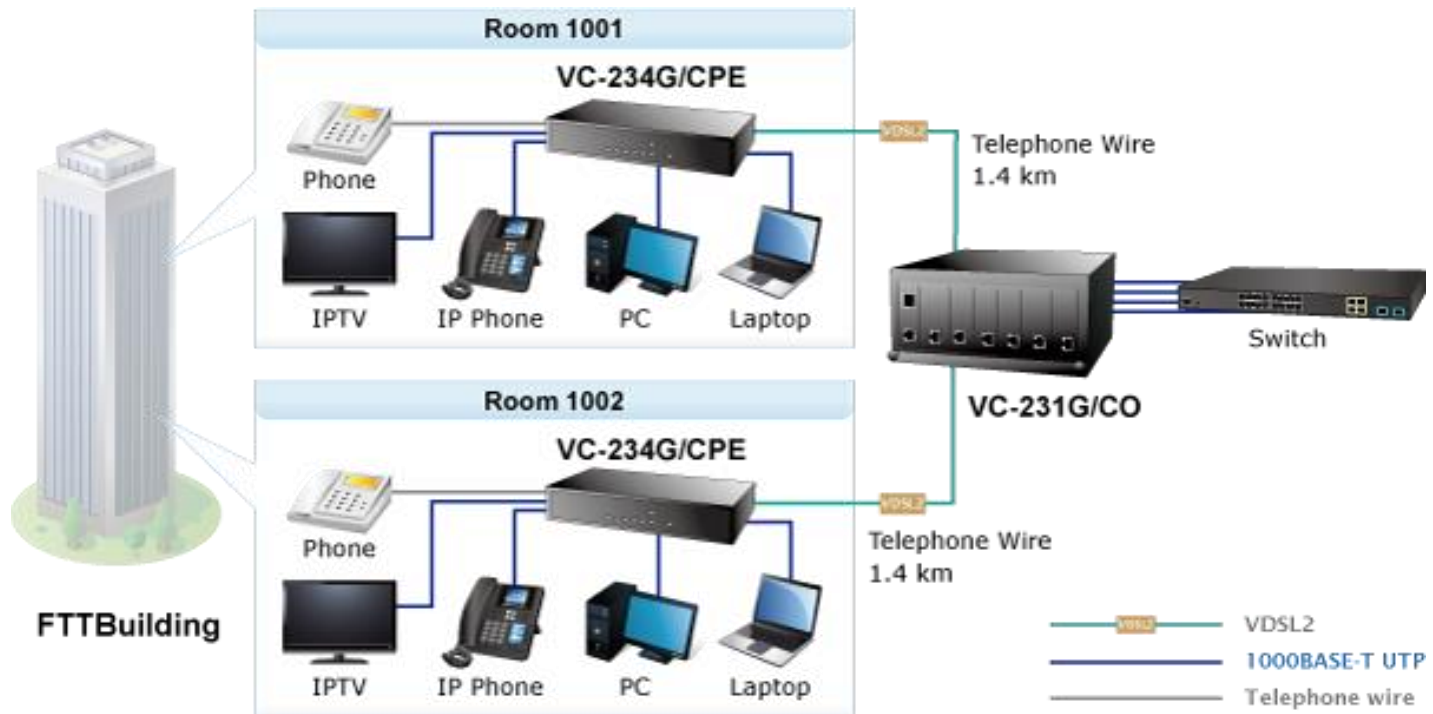 Room 1001
VC-234G/CPE
Phone
IPTV
IP Phone
PC
Laptop
VDSL2
Telephone Wire
1.4 km
Switch
VC-231G/CO
Room 1002
VC-234G/CPE
Phone
IPTV
IP Phone
PC
Laptop
VDSL2
Telephone Wire
1.4 km
FTTBuilding
VDSL2
VDSL2
1000BASE-T UTP
Telephone wire